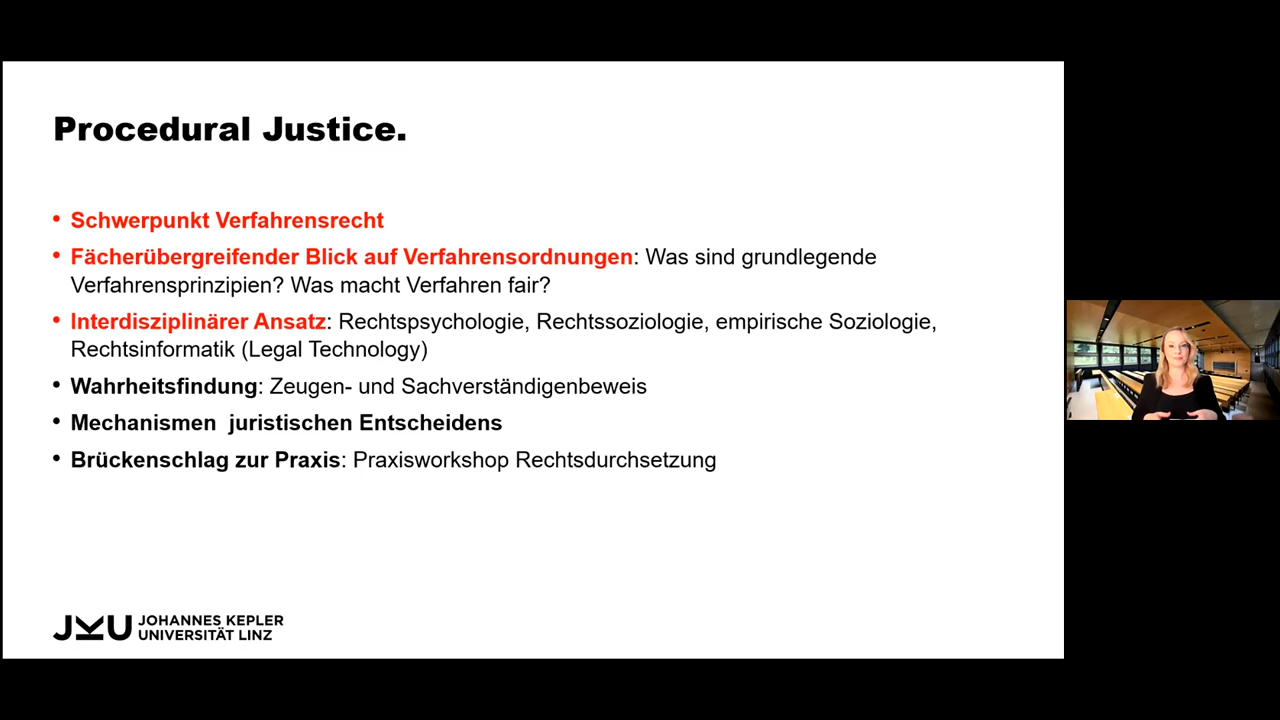 Procedural Justice.
• Schwerpunkt Verfahrensrecht
• Fächerübergreifender Blick auf Verfahrensordnungen: Was sind grundlegende
Verfahrensprinzipien? Was macht Verfahren fair?
• Interdisziplinärer Ansatz: Rechtspsychologie, Rechtssoziologie, empirische Soziologie,
Rechtsinformatik (Legal Technology)
• Wahrheitsfindung: Zeugen- und Sachverständigenbeweis
• Mechanismen  juristischen Entscheidens
• Brückenschlag zur Praxis: Praxisworkshop Rechtsdurchsetzung
JKU JOHANNES KEPLER
UNIVERSITÄT LINZ